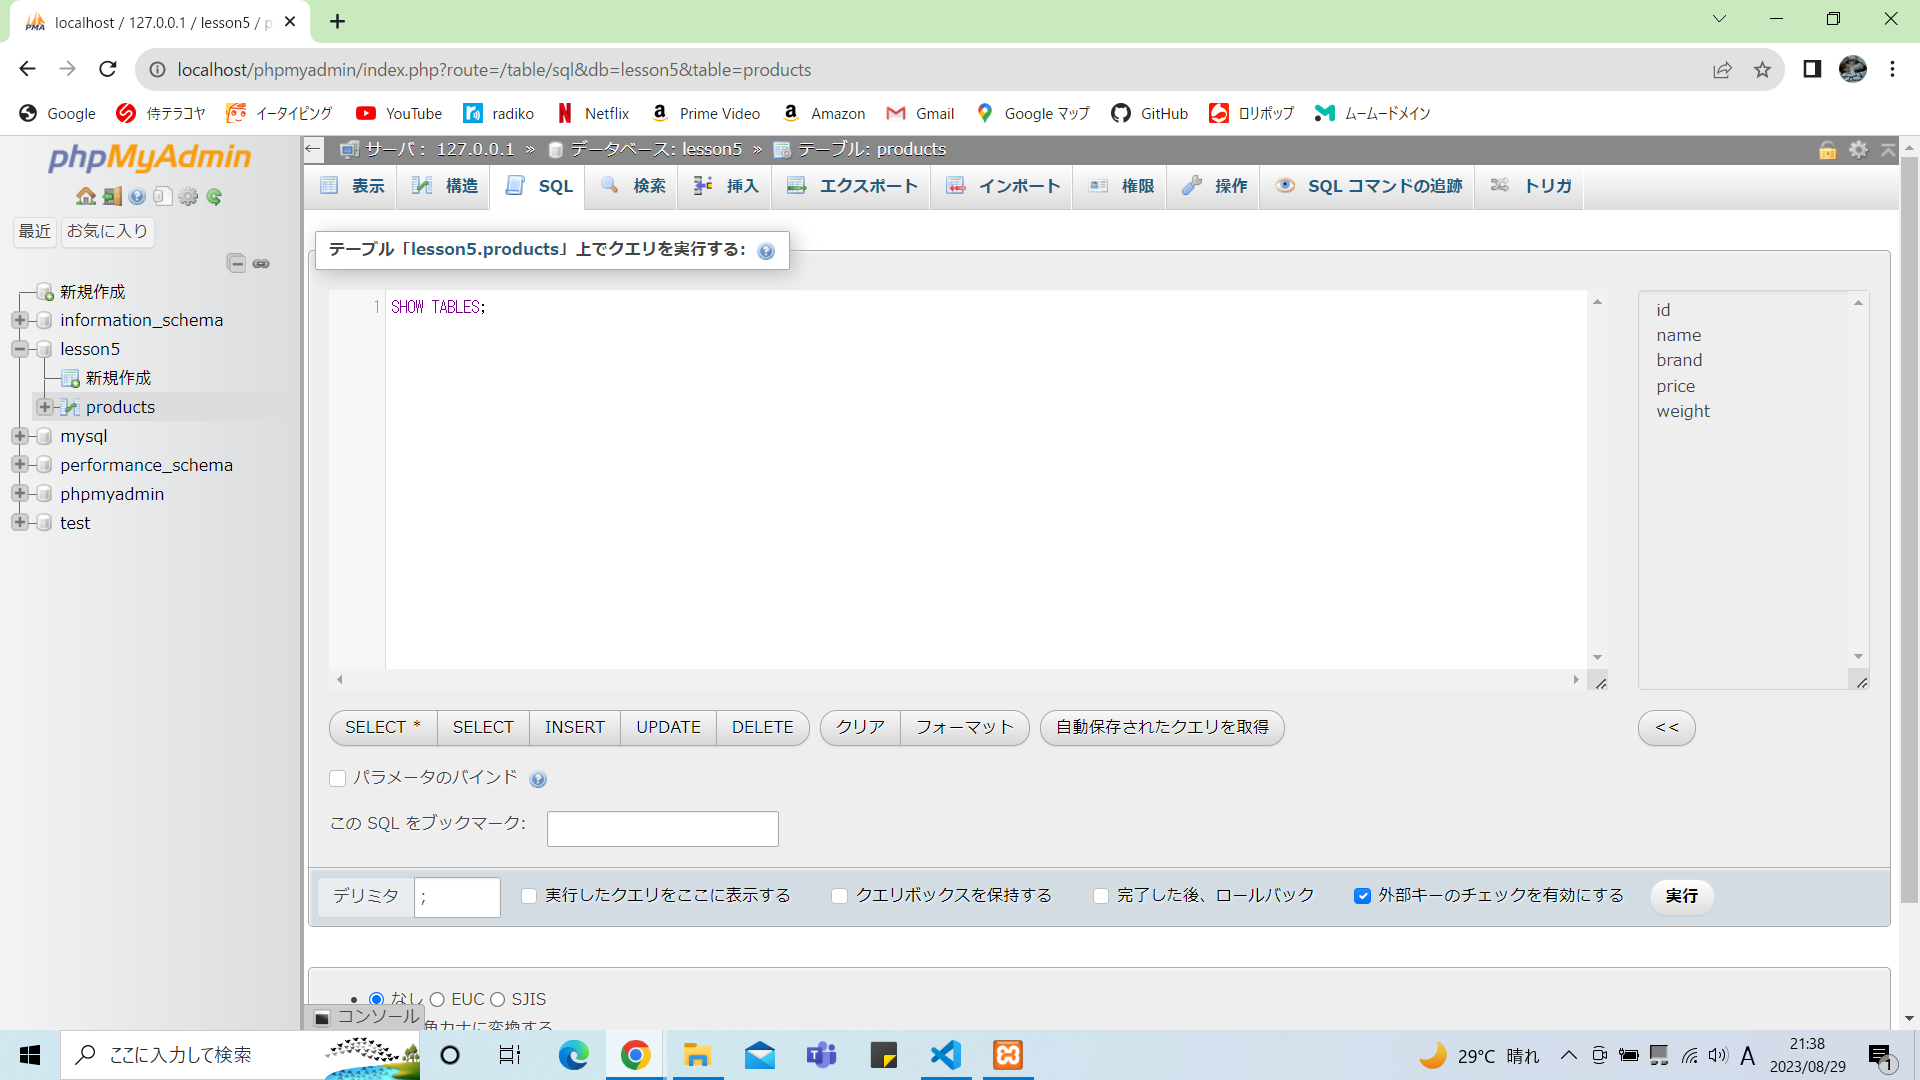 localhost / 127.0.0.1 / lesson5 / p
localhost/phpmyadmin/index.php?route=/table/sql&db=lesson5&table=products
Google 侍テラコヤ イータイピング YouTube radiko Netflix Prime Video Amazon Gmail Google マップ GitHub ロリポップ ムームードメイン
phpMyAdmin
最近 お気に入り
新規作成
information_schema
lesson5
新規作成
products
mysql
performance_schema
phpmyadmin
test
サーバ: 127.0.0.1 » データベース: lesson5 » テーブル: products
表示 構造 SQL 検索 挿入 エクスポート インポート 権限 操作 SQL コマンドの追跡 トリガ
テーブル「lesson5.products」上でクエリを実行する:
1 SHOW TABLES;
id
name
brand
price
weight
SELECT * SELECT INSERT UPDATE DELETE クリア フォーマット 自動保存されたクエリを取得 <<
パラメータのバインド
この SQL をブックマーク:
デリミタ ; 実行したクエリをここに表示する クエリボックスを保持する 完了した後、ロールバック 外部キーのチェックを有効にする 実行
なし EUC SJIS
角カナに変換する
コンソール
ここに入力して検索
29°C 晴れ
A
21:38
2023/08/29
1